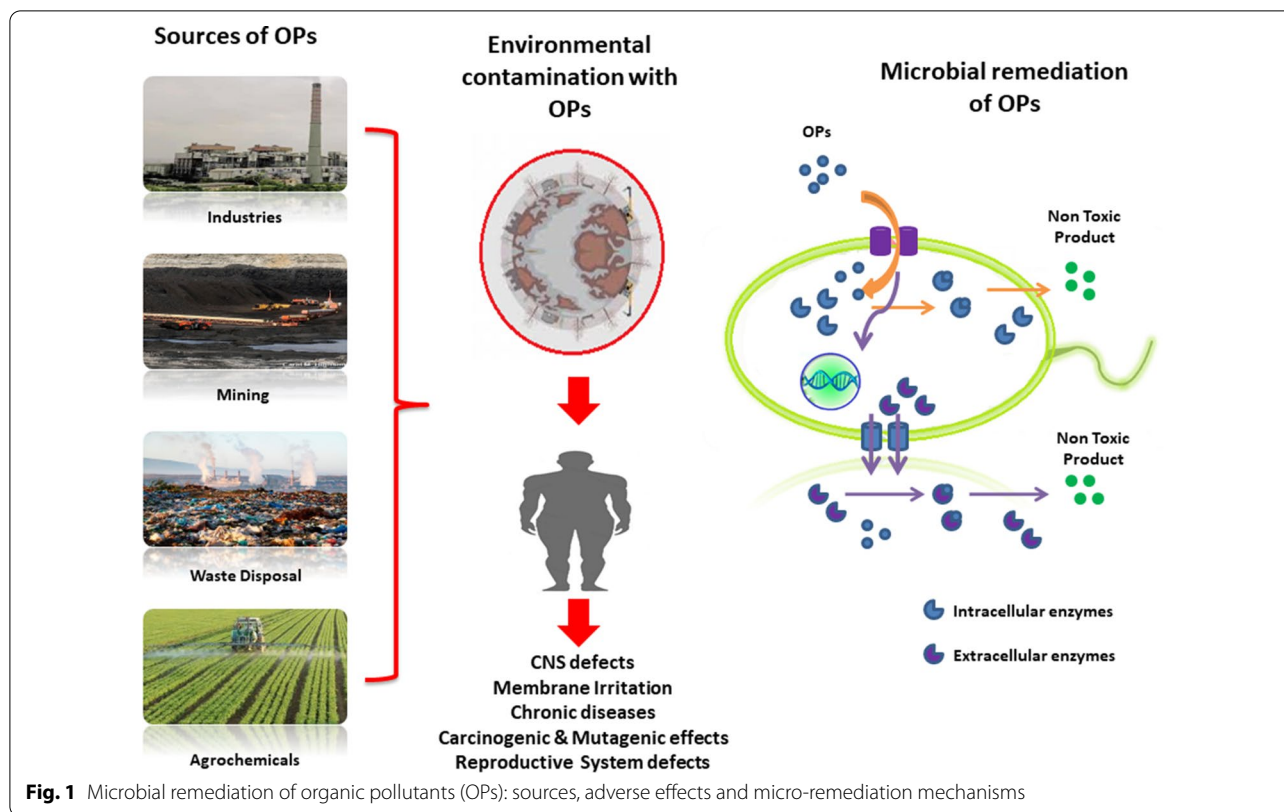 Sources of OPs
Industries
Mining
Waste Disposal
Agrochemicals
Environmental
contamination with
OPs
CNS defects
Membrane Irritation
Chronic diseases
Carcinogenic & Mutagenic effects
Reproductive System defects
Microbial remediation
of OPs
OPs
Non Toxic
Product
Non Toxic
Product
Intracellular enzymes
Extracellular enzymes
Fig. 1 Microbial remediation of organic pollutants (OPs): sources, adverse effects and micro-remediation mechanisms